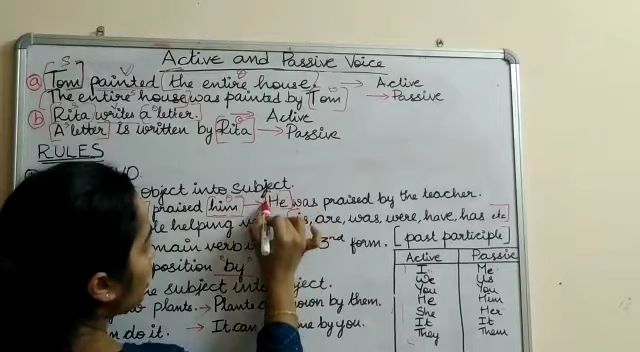 Active and Passive Voice
S V
ⓐ Tom painted the entire house. → Active
The entire house was painted by Tom → Passive
ⓑ Rita writes a letter. → Active
A letter is written by Rita → Passive
RULES
object into subject.
praised him → He was praised by the teacher.
helping is, are, was, were, have, has etc
main verb 3rd form. [past participle]
"by"
subject into object.
plants. → Plants by them.
do it. → It can by you.
Active Passive
I Me
We Us
You You
He Him
She Her
It It
They Them